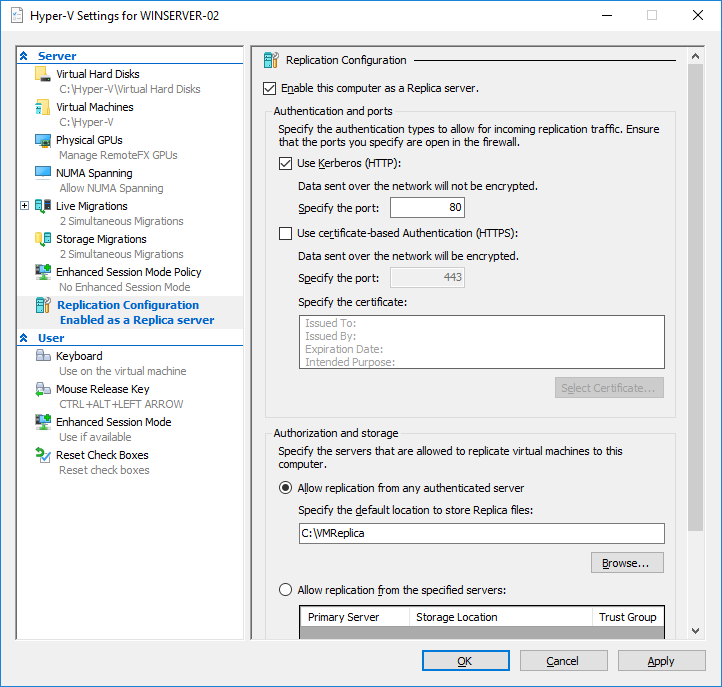 Hyper-V Settings for WINSERVER-02
Server
Virtual Hard Disks
C:\Hyper-V\Virtual Hard Disks
Virtual Machines
C:\Hyper-V
Physical GPUs
Manage RemoteFX GPUs
NUMA Spanning
Allow NUMA Spanning
Live Migrations
2 Simultaneous Migrations
Storage Migrations
2 Simultaneous Migrations
Enhanced Session Mode Policy
No Enhanced Session Mode
Replication Configuration
Enabled as a Replica server
User
Keyboard
Use on the virtual machine
Mouse Release Key
CTRL+ALT+LEFT ARROW
Enhanced Session Mode
Use if available
Reset Check Boxes
Reset check boxes
Replication Configuration
Enable this computer as a Replica server.
Authentication and ports
Specify the authentication types to allow for incoming replication traffic. Ensure
that the ports you specify are open in the firewall.
Use Kerberos (HTTP):
Data sent over the network will not be encrypted.
Specify the port: 80
Use certificate-based Authentication (HTTPS):
Data sent over the network will be encrypted.
Specify the port: 443
Specify the certificate:
Issued To:
Issued By:
Expiration Date:
Intended Purpose:
Select Certificate...
Authorization and storage
Specify the servers that are allowed to replicate virtual machines to this
computer.
Allow replication from any authenticated server
Specify the default location to store Replica files:
C:\VMReplica
Browse...
Allow replication from the specified servers:
Primary Server Storage Location Trust Group
OK Cancel Apply